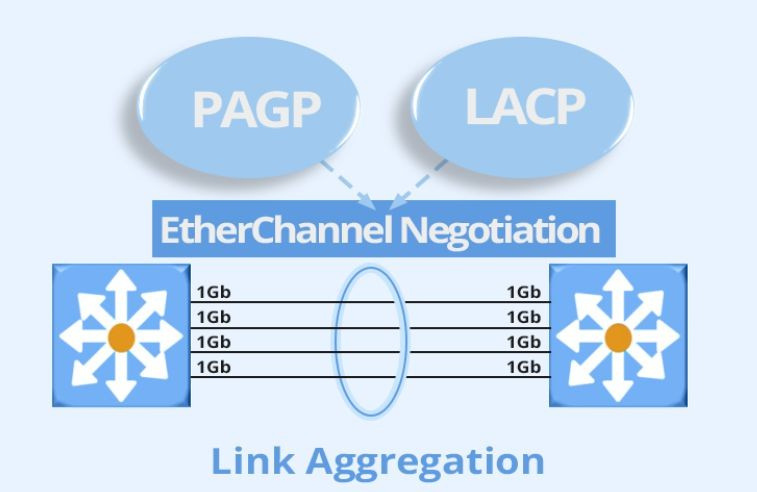 PAGP
LACP
EtherChannel Negotiation
1Gb 1Gb
1Gb 1Gb
1Gb 1Gb
1Gb 1Gb
Link Aggregation